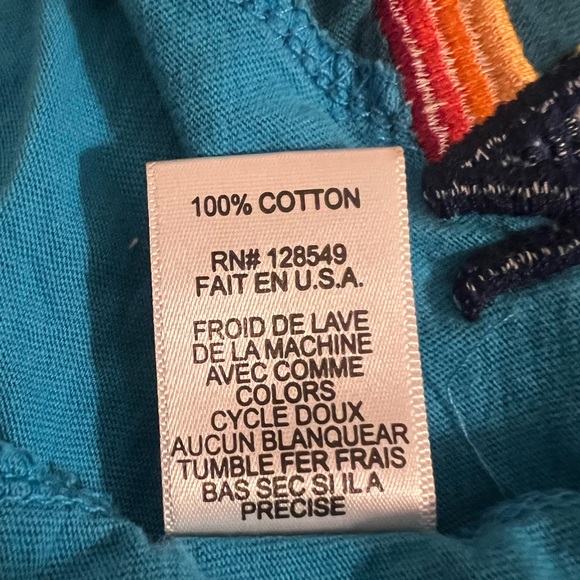 100% COTTON
RN# 128549
FAIT EN U.S.A.
FROID DE LAVE
DE LA MACHINE
AVEC COMME
COLORS
CYCLE DOUX
AUCUN BLANQUEAR
TUMBLE FER FRAIS
BAS SEC SI IL A
PRECISE